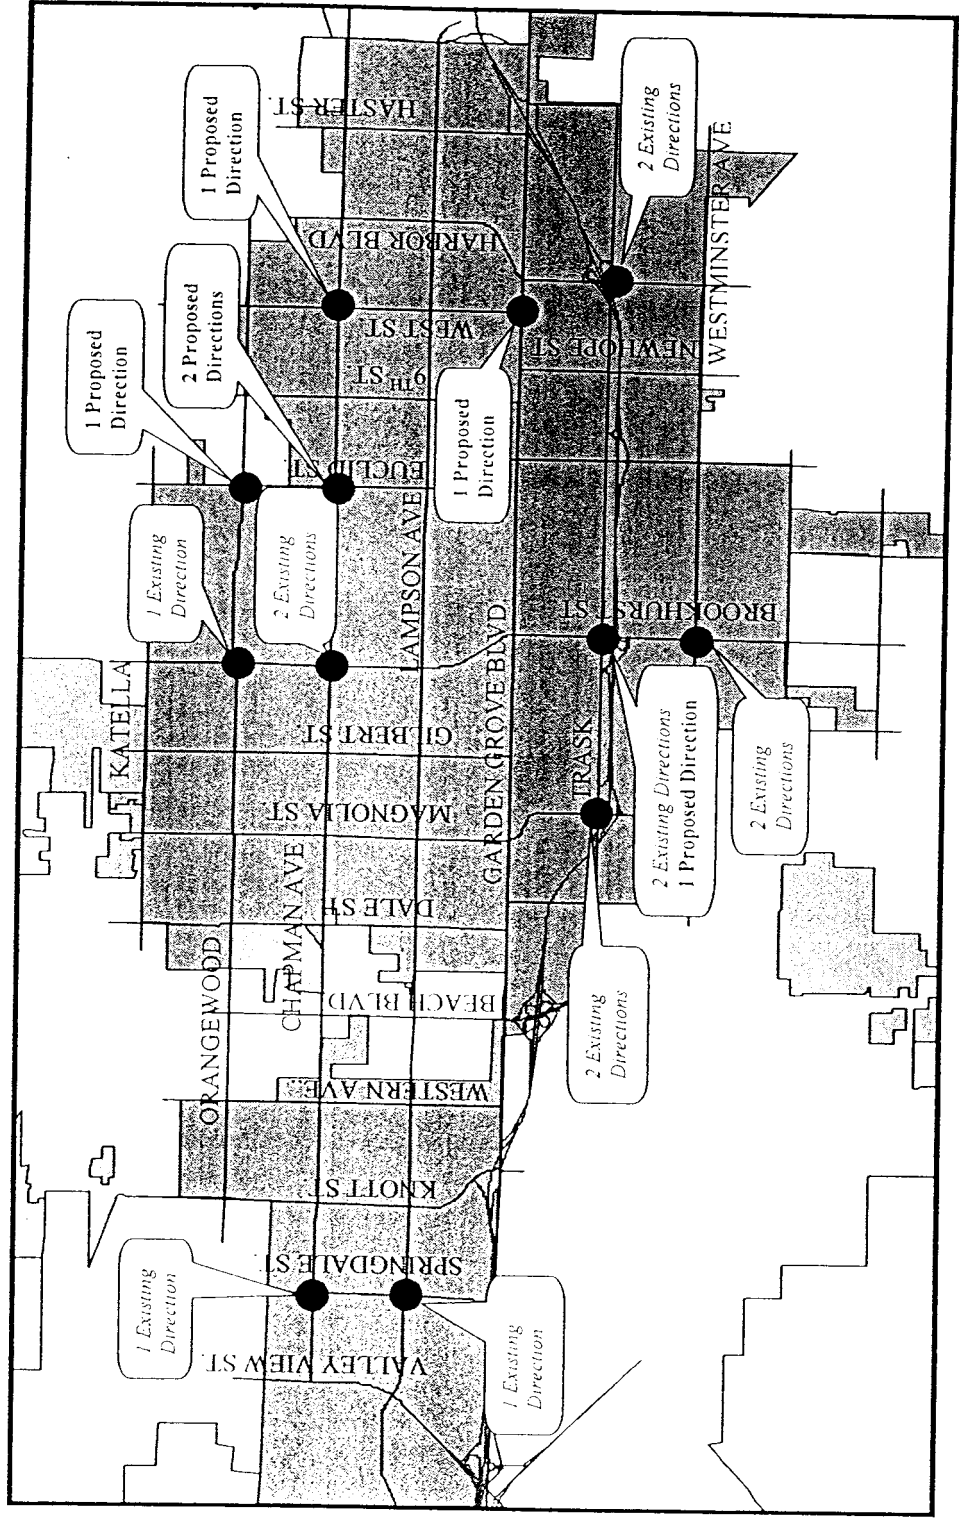 1 Existing
Direction
1 Existing
Direction
1 Existing
Direction
2 Existing
Directions
1 Proposed
Direction
2 Proposed
Directions
1 Proposed
Direction
1 Proposed
Direction
2 Existing
Directions
2 Existing
Directions
2 Existing Directions
1 Proposed Direction
2 Existing
Directions
2 Existing
Directions
KATELLA
ORANGEWOOD
CHAPMAN AVE
LAMPSON AVE
GARDEN GROVE BLVD.
TRASK
WESTMINSTER AVE
VALLEY VIEW ST.
SPRINGDALE ST
KNOTT ST
WESTERN AVE.
BEACH BLVD.
DALE ST
MAGNOLIA ST.
GILBERT ST
BROOKHURST ST
EUCLID ST.
9TH ST
NEWHOPE ST
WEST ST
HARBOR BLVD
HASTER ST.